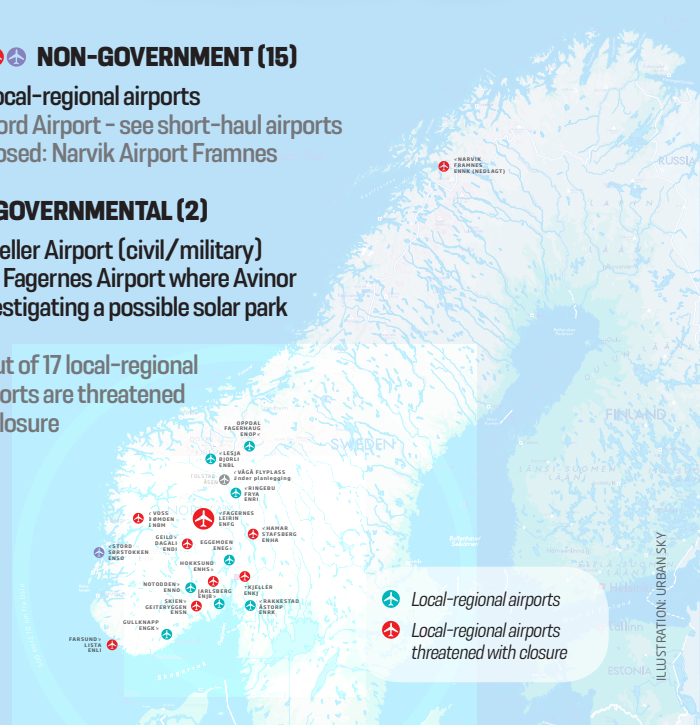 NON-GOVERNMENT (15)
ocal-regional airports
ord Airport - see short-haul airports
osed: Narvik Airport Framnes
GOVERNMENTAL (2)
eller Airport (civil/military)
Fagernes Airport where Avinor
estigating a possible solar park
ut of 17 local-regional
orts are threatened
losure
<NARVIK
FRAMNES
ENNK (NEDLAGT)
RUSSIA
FINLAND
SWEDEN
OPPDAL
FAGERHAUG
ENOP>
<LESJA
BJORLI
ENBL
<VÅGÅ FLYPLASS
Under planlegging
<RINGEBU
FRYA
ENRI
<VOSS
BØMOEN
ENBM
<FAGERNES
LEIRIN
ENFG
<HAMAR
STAFSBERG
ENHA
GEILO>
DAGALI
ENDI
EGGEMOEN
ENEG>
<STORD
SØRSTOKKEN
ENSO
HOKKSUND
ENHS>
NOTODDEN>
ENNO
JARLSBERG
ENJB>
<KJELLER
ENKJ
SKIEN>
GEITERYGGEN
ENSN
<RAKKESTAD
ÅSTORP
ENRK
GULLKNAPP
ENGK>
FARSUND>
LISTA
ENLI
Skagerrak
Tallinn
ESTONIA
Local-regional airports
Local-regional airports
threatened with closure
ILLUSTRATION: URBAN SKY